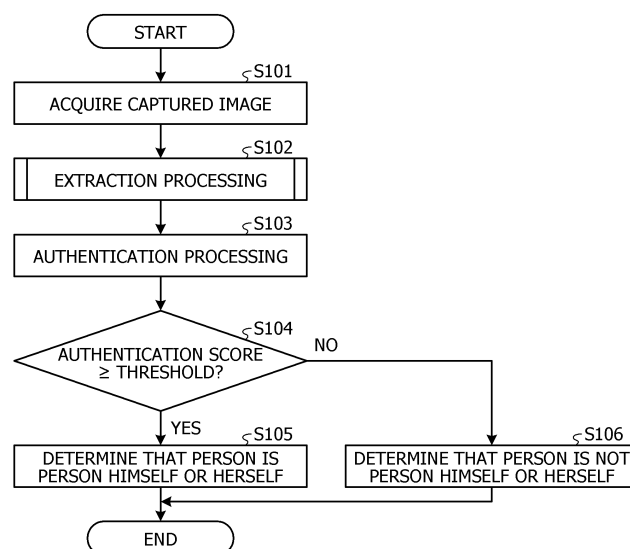 START
S101
ACQUIRE CAPTURED IMAGE
S102
EXTRACTION PROCESSING
S103
AUTHENTICATION PROCESSING
S104
AUTHENTICATION SCORE
≥ THRESHOLD?
NO
YES
S105
DETERMINE THAT PERSON IS
PERSON HIMSELF OR HERSELF
S106
DETERMINE THAT PERSON IS NOT
PERSON HIMSELF OR HERSELF
END